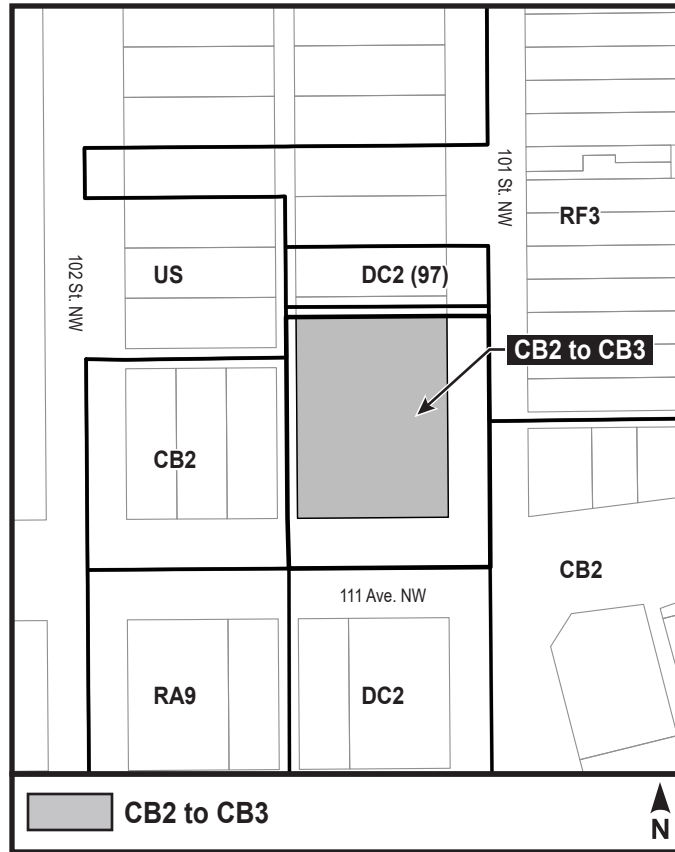 101 St. NW
RF3
102 St. NW
US
DC2 (97)
CB2 to CB3
CB2
CB2
111 Ave. NW
RA9
DC2
CB2 to CB3
N